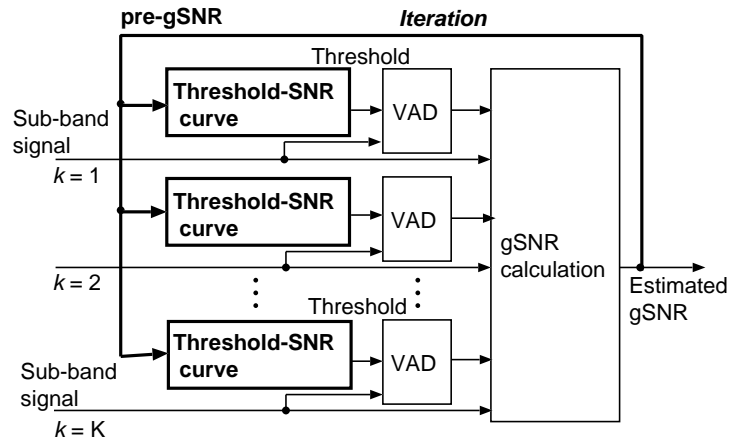 pre-gSNR
Iteration
Threshold
Threshold-SNR
curve
VAD
Sub-band
signal
k = 1
Threshold-SNR
curve
VAD
gSNR
calculation
k = 2
Estimated
gSNR
Threshold
Threshold-SNR
curve
VAD
Sub-band
signal
k = K